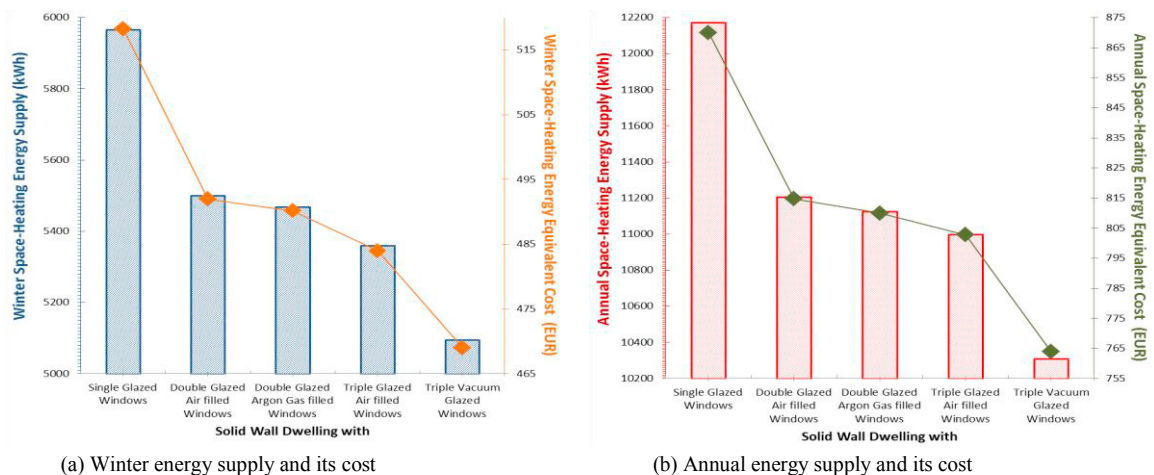 Winter Space-Heating Energy Supply (kWh)
6000
5800
5600
5400
5200
5000
Single Glazed
Windows
Double Glazed
Air filled
Windows
Double Glazed
Argon Gas filled
Windows
Triple Glazed
Air filled
Windows
Triple Vacuum
Glazed
Windows
Solid Wall Dwelling with
515
505
495
485
475
465
Winter Space-Heating Energy Equivalent Cost (EUR)
(a) Winter energy supply and its cost
Annual Space-Heating Energy Supply (kWh)
12200
12000
11800
11600
11400
11200
11000
10800
10600
10400
10200
Single Glazed
Windows
Double Glazed
Air filled
Windows
Double Glazed
Argon Gas filled
Windows
Triple Glazed
Air filled
Windows
Triple Vacuum
Glazed
Windows
Solid Wall Dwelling with
875
865
855
845
835
825
815
805
795
785
775
765
755
Annual Space-Heating Energy Equivalent Cost (EUR)
(b) Annual energy supply and its cost